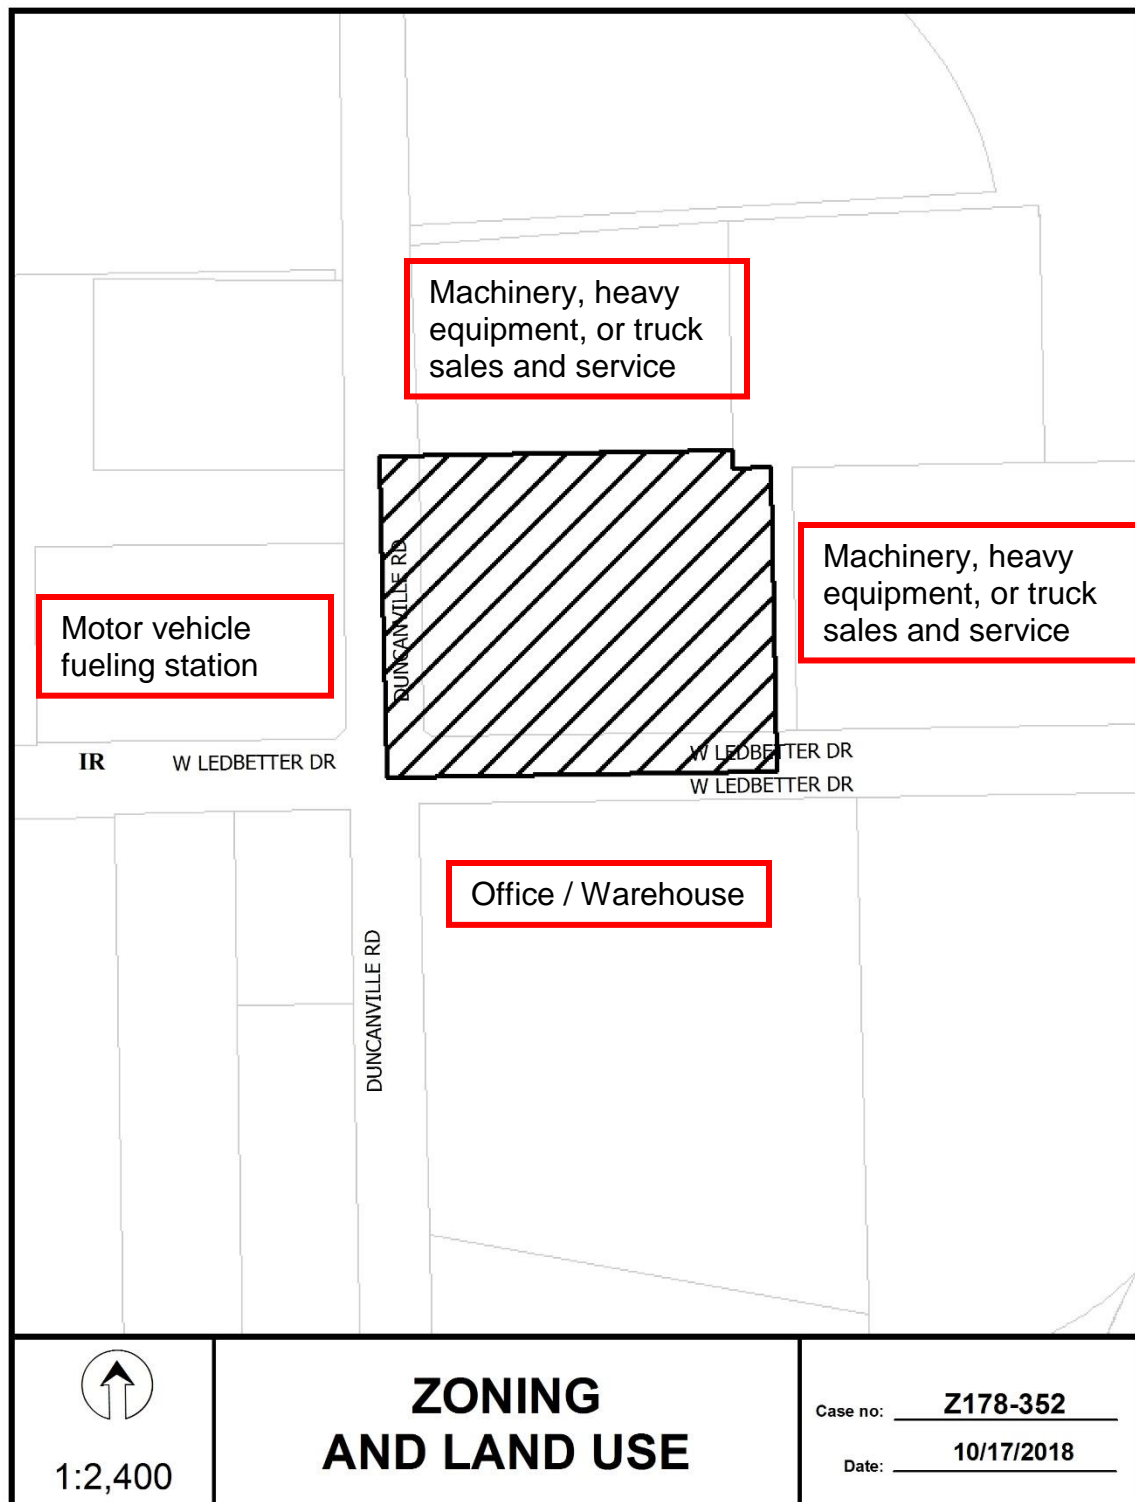 Machinery, heavy
equipment, or truck
sales and service
Machinery, heavy
equipment, or truck
sales and service
Motor vehicle
fueling station
DUNCANVILLE RD
IR
W LEDBETTER DR
W LEDBETTER DR
W LEDBETTER DR
Office / Warehouse
DUNCANVILLE RD
1:2,400
ZONING
AND LAND USE
Case no: Z178-352
Date: 10/17/2018